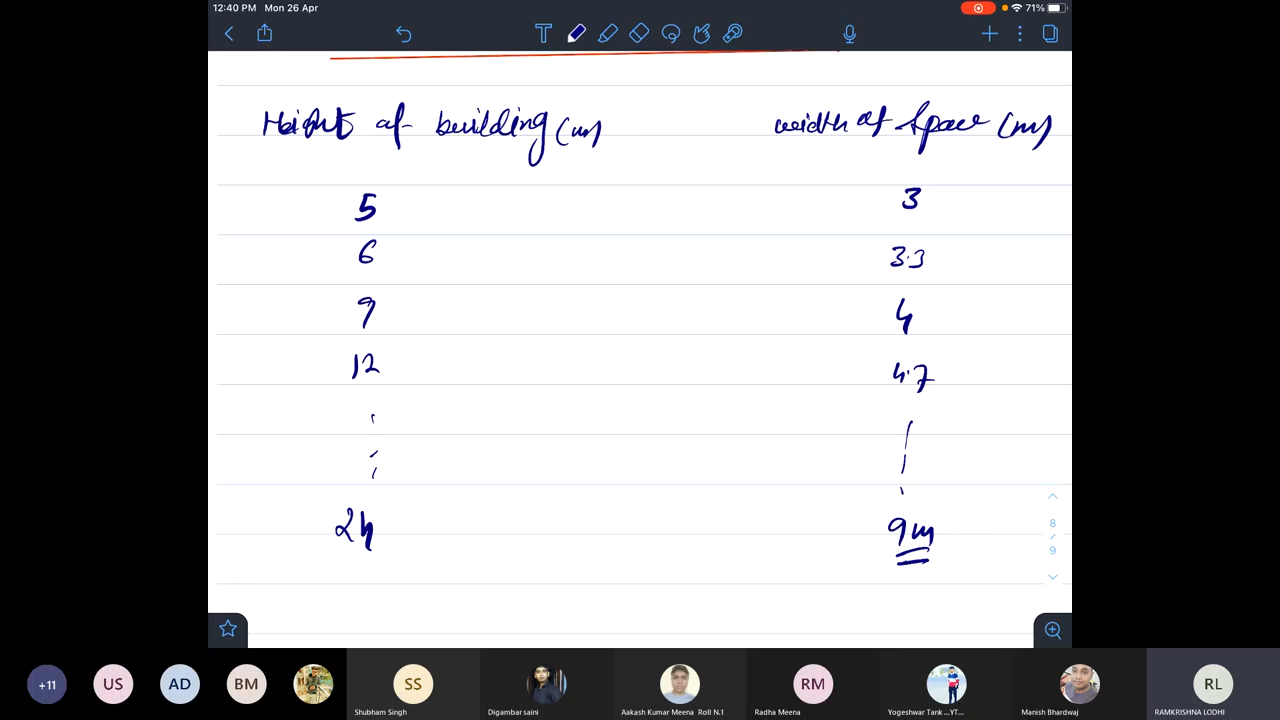 12:40 PM Mon 26 Apr
71%
Height of building (m) width of space (m)
5 3
6 3.3
9 4
12 4.7
24 9m
8
/
9
+11 US AD BM SS RM RL
Shubham Singh Digambar saini Aakash Kumar Meena Roll N.1 Radha Meena Yogeshwar Tank ...YT... Manish Bhardwaj RAMKRISHNA LODHI